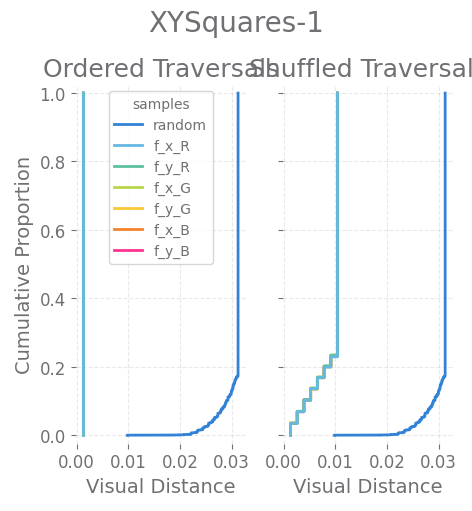 XYSquares-1
Ordered Traversals
Shuffled Traversals
samples
random
f_x_R
f_y_R
f_x_G
f_y_G
f_x_B
f_y_B
Cumulative Proportion
1.0
0.8
0.6
0.4
0.2
0.0
0.00 0.01 0.02 0.03
0.00 0.01 0.02 0.03
Visual Distance
Visual Distance